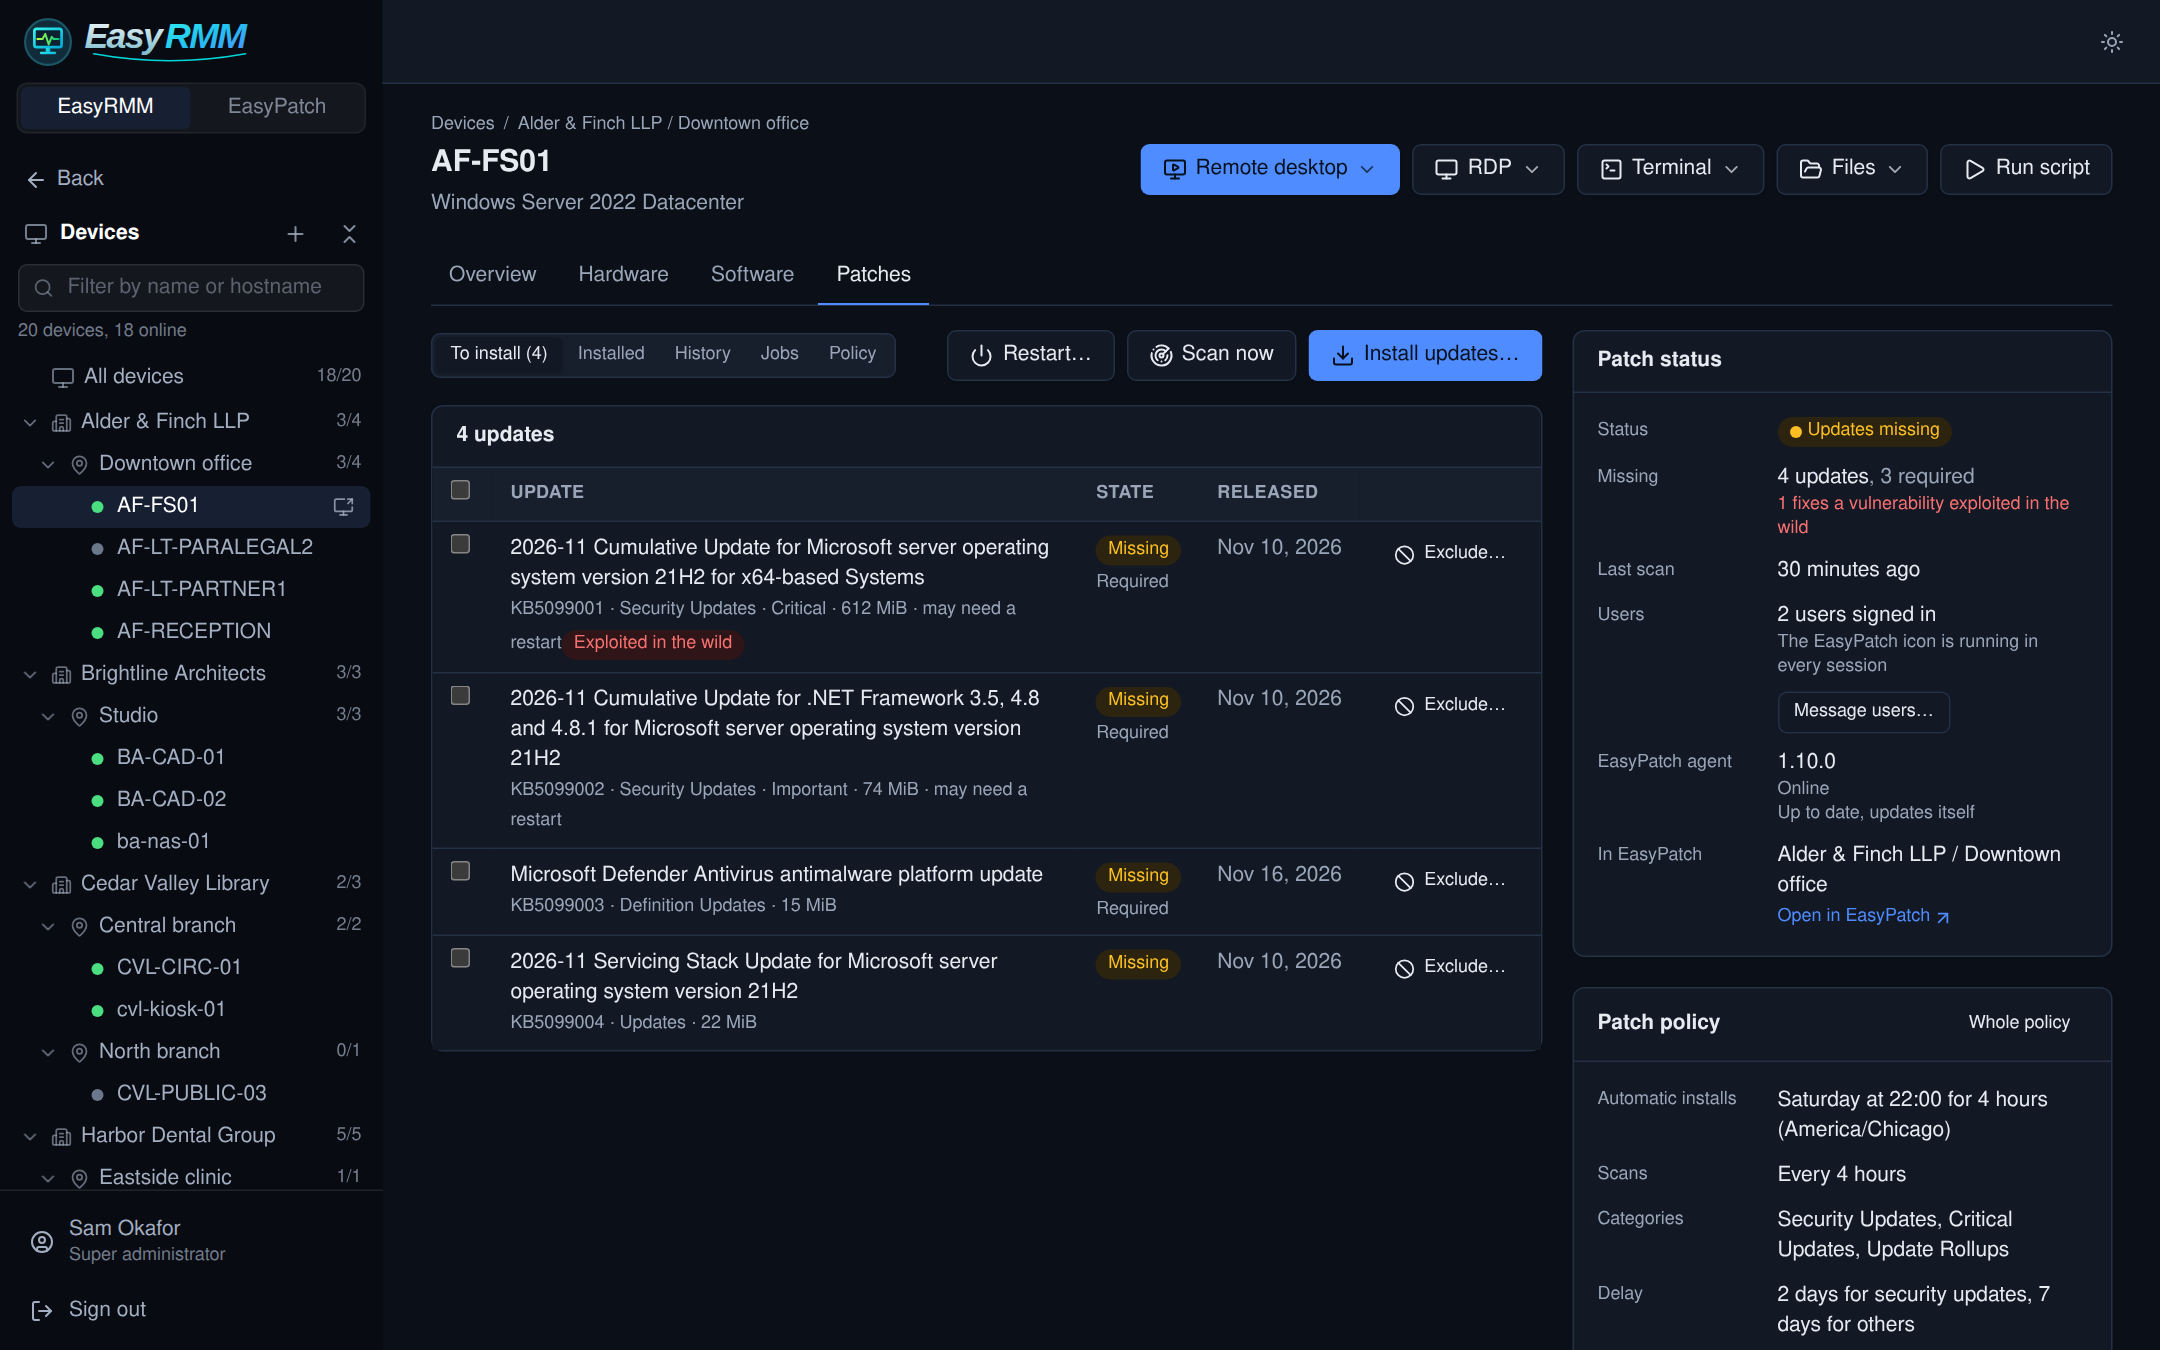 EasyRMM
EasyRMM
EasyPatch
Back
Devices
Filter by name or hostname
20 devices, 18 online
All devices 18/20
Alder & Finch LLP 3/4
Downtown office 3/4
AF-FS01
AF-LT-PARALEGAL2
AF-LT-PARTNER1
AF-RECEPTION
Brightline Architects 3/3
Studio 3/3
BA-CAD-01
BA-CAD-02
ba-nas-01
Cedar Valley Library 2/3
Central branch 2/2
CVL-CIRC-01
cvl-kiosk-01
North branch 0/1
CVL-PUBLIC-03
Harbor Dental Group 5/5
Eastside clinic 1/1
Sam Okafor
Super administrator
Sign out
Devices / Alder & Finch LLP / Downtown office
AF-FS01
Windows Server 2022 Datacenter
Remote desktop
RDP
Terminal
Files
Run script
Overview
Hardware
Software
Patches
To install (4)
Installed
History
Jobs
Policy
Restart…
Scan now
Install updates…
4 updates
UPDATE STATE RELEASED
2026-11 Cumulative Update for Microsoft server operating
system version 21H2 for x64-based Systems
KB5099001 · Security Updates · Critical · 612 MiB · may need a
restart Exploited in the wild
Missing
Required
Nov 10, 2026
Exclude…
2026-11 Cumulative Update for .NET Framework 3.5, 4.8
and 4.8.1 for Microsoft server operating system version
21H2
KB5099002 · Security Updates · Important · 74 MiB · may need a
restart
Missing
Required
Nov 10, 2026
Exclude…
Microsoft Defender Antivirus antimalware platform update
KB5099003 · Definition Updates · 15 MiB
Missing
Required
Nov 16, 2026
Exclude…
2026-11 Servicing Stack Update for Microsoft server
operating system version 21H2
KB5099004 · Updates · 22 MiB
Missing
Nov 10, 2026
Exclude…
Patch status
Status
Updates missing
Missing
4 updates, 3 required
1 fixes a vulnerability exploited in the
wild
Last scan
30 minutes ago
Users
2 users signed in
The EasyPatch icon is running in
every session
Message users…
EasyPatch agent
1.10.0
Online
Up to date, updates itself
In EasyPatch
Alder & Finch LLP / Downtown
office
Open in EasyPatch
Patch policy
Whole policy
Automatic installs
Saturday at 22:00 for 4 hours
(America/Chicago)
Scans
Every 4 hours
Categories
Security Updates, Critical
Updates, Update Rollups
Delay
2 days for security updates, 7
days for others